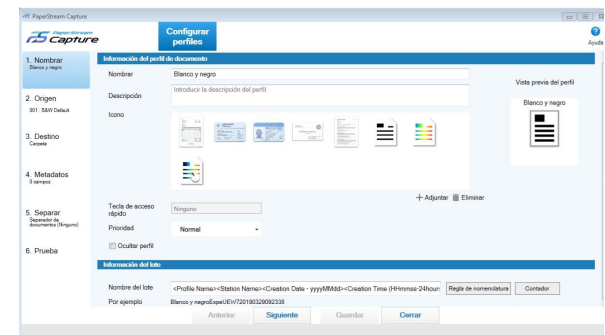 PaperStream Capture
PaperStream
Capture
Configurar
perfiles
Ayuda
1. Nombrar
Blanco y negro
2. Origen
001 : B&W Default
3. Destino
Carpeta
4. Metadatos
0 campos
5. Separar
Separador de
documentos (Ninguno)
6. Prueba
Información del perfil de documento
Nombrar
Blanco y negro
Descripción
Introducir la descripción del perfil.
Icono
Adjuntar
Eliminar
Tecla de acceso
rápido
Ninguno
Prioridad
Normal
Ocultar perfil
Vista previa del perfil
Blanco y negro
Información del lote
Nombre del lote
<Profile Name><Station Name><Creation Date - yyyyMMdd><Creation Time (HHmmss-24hour:
Regla de nomenclatura
Contador
Por ejemplo
Blanco y negroExpeUEW720190329092338
Anterior
Siguiente
Guardar
Cerrar